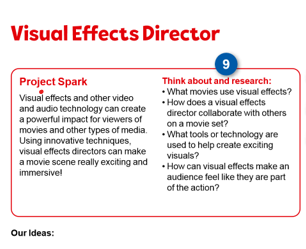 Visual Effects Director
9
Project Spark
Visual effects and other video
and audio technology can create
a powerful impact for viewers of
movies and other types of media.
Using innovative techniques,
visual effects directors can make
a movie scene really exciting and
immersive!
Think about and research:
• What movies use visual effects?
• How does a visual effects
director collaborate with others
on a movie set?
• What tools or technology are
used to help create exciting
visuals?
• How can visual effects make an
audience feel like they are part
of the action?
Our Ideas: